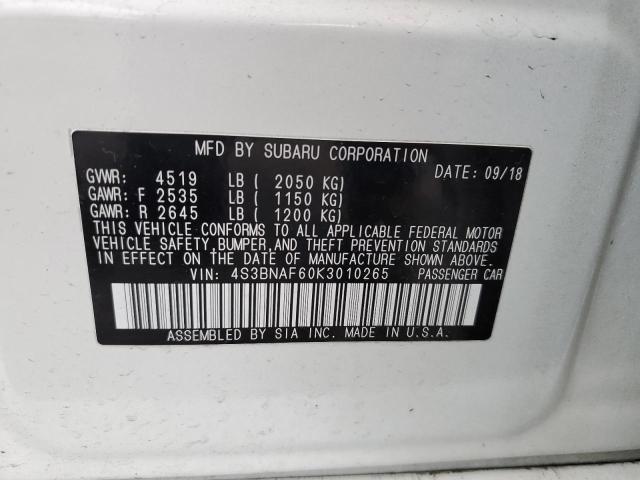 MFD BY SUBARU CORPORATION
DATE: 09/18
GVWR: 4519 LB ( 2050 KG)
GAWR: F 2535 LB ( 1150 KG)
GAWR: R 2645 LB ( 1200 KG)
THIS VEHICLE CONFORMS TO ALL APPLICABLE FEDERAL MOTOR
VEHICLE SAFETY, BUMPER, AND THEFT PREVENTION STANDARDS
IN EFFECT ON THE DATE OF MANUFACTURE SHOWN ABOVE.
VIN: 4S3BNAF60K3010265 PASSENGER CAR
ASSEMBLED BY SIA INC. MADE IN U.S.A.